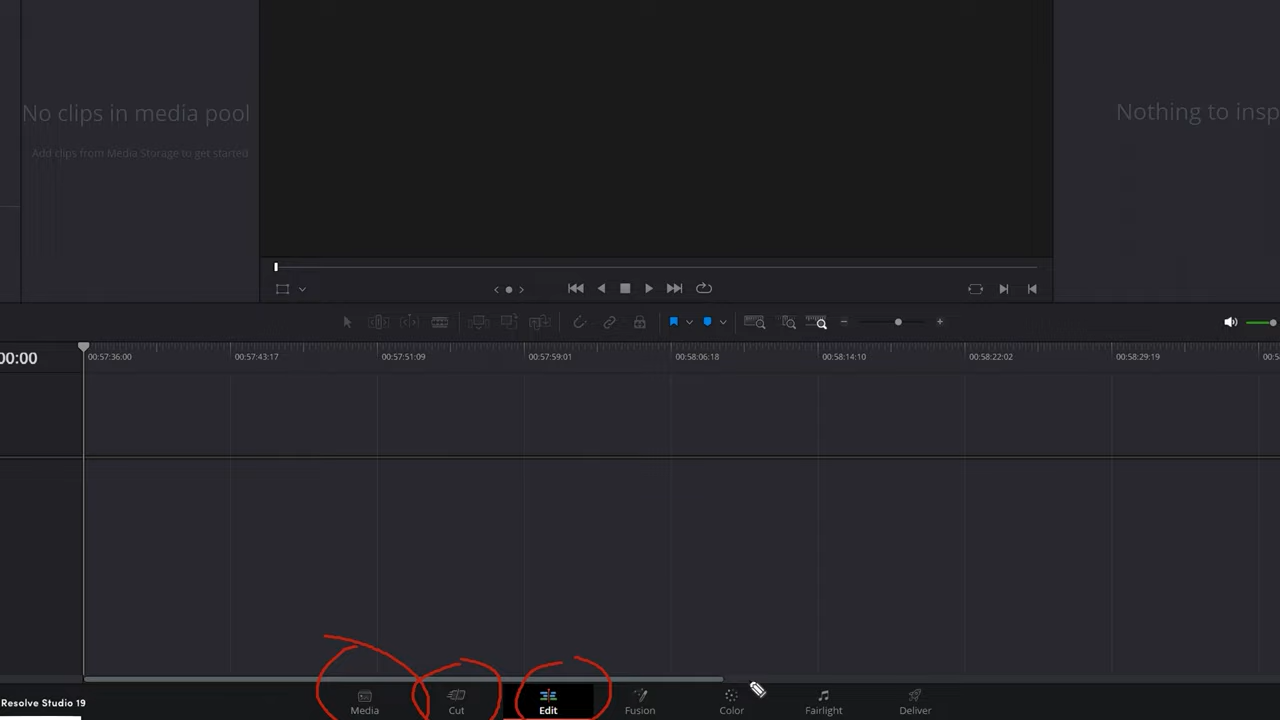 No clips in media pool
Nothing to insp
Add clips from Media Storage to get started
00:00
00:57:36:00
00:57:43:17
00:57:51:09
00:57:59:01
00:58:06:18
00:58:14:10
00:58:22:02
00:58:29:19
Resolve Studio 19
Media
Cut
Edit
Fusion
Color
Fairlight
Deliver